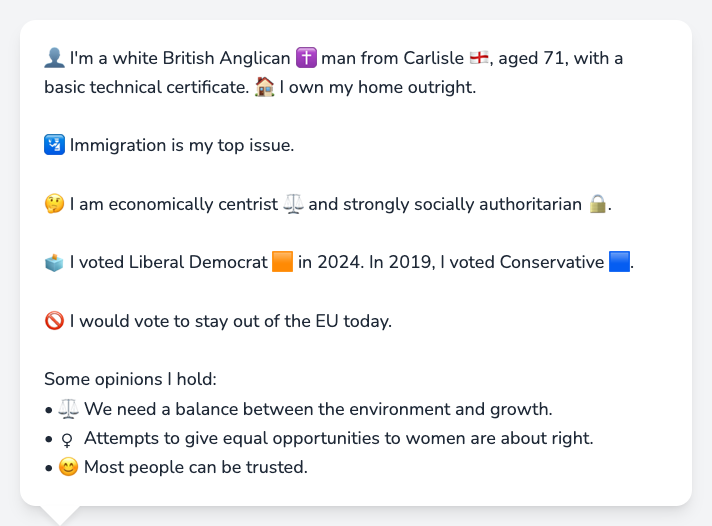 👤 I'm a white British Anglican ✝️ man from Carlisle 🏴󠁧󠁢󠁥󠁮󠁧󠁿, aged 71, with a
basic technical certificate. 🏠 I own my home outright.
🛂 Immigration is my top issue.
🤔 I am economically centrist ⚖️ and strongly socially authoritarian 🔒.
🗳️ I voted Liberal Democrat 🟧 in 2024. In 2019, I voted Conservative 🟦.
🚫 I would vote to stay out of the EU today.
Some opinions I hold:
• ⚖️ We need a balance between the environment and growth.
• ♀ Attempts to give equal opportunities to women are about right.
• 😊 Most people can be trusted.